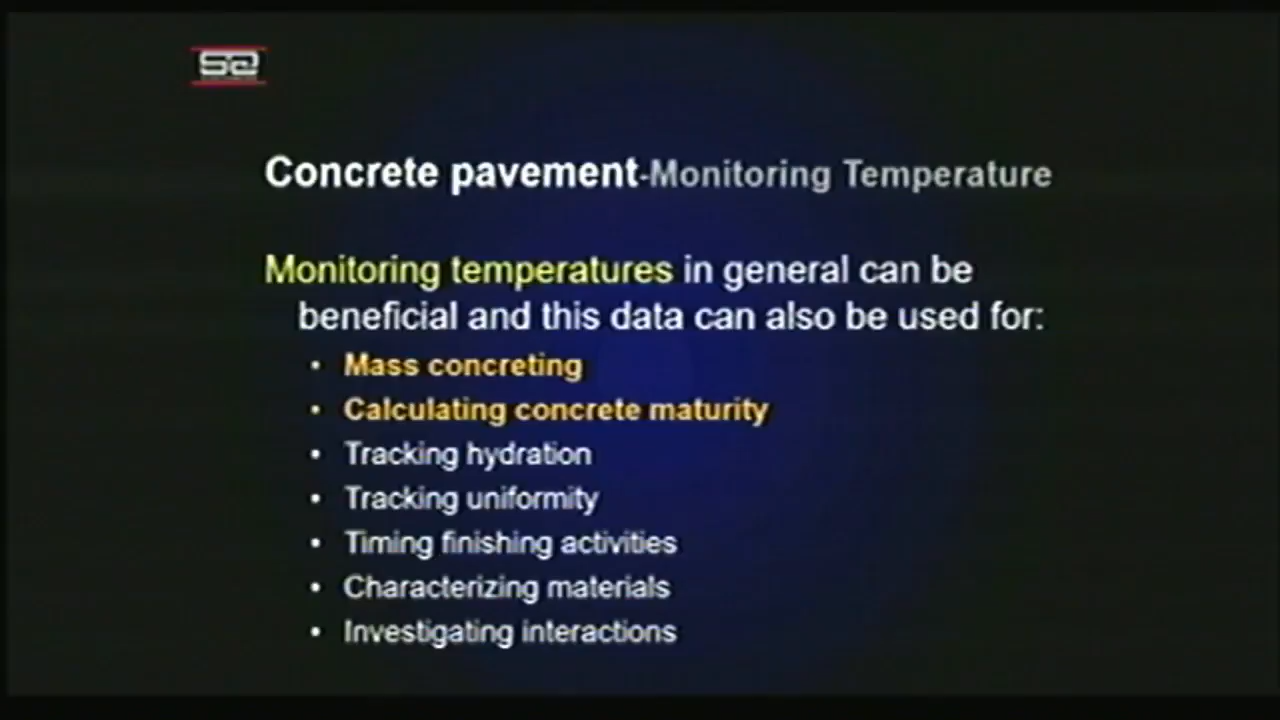 Concrete pavement-Monitoring Temperature
Monitoring temperatures in general can be
beneficial and this data can also be used for:
• Mass concreting
• Calculating concrete maturity
• Tracking hydration
• Tracking uniformity
• Timing finishing activities
• Characterizing materials
• Investigating interactions